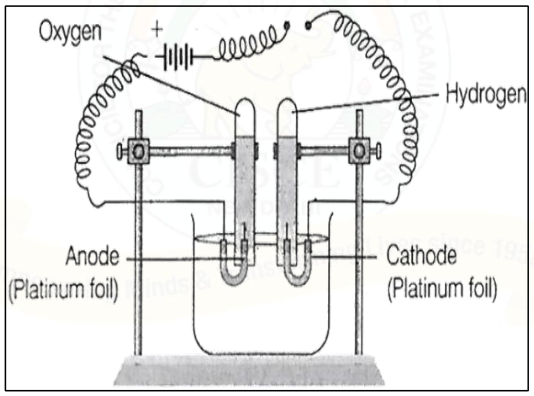 Oxygen
+
Hydrogen
Anode
(Platinum foil)
Cathode
(Platinum foil)